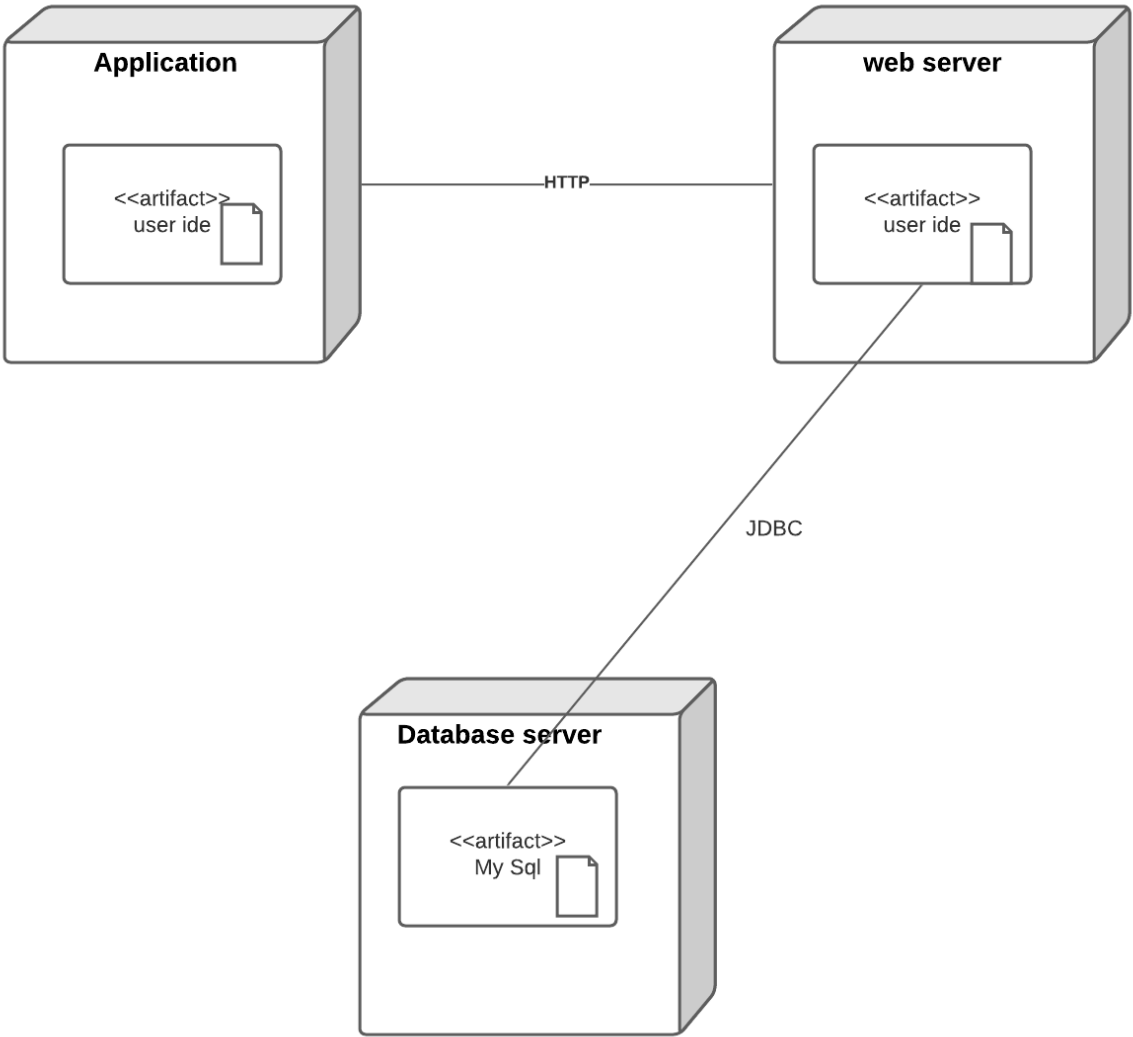 Application
<<artifact>>
user ide
HTTP
web server
<<artifact>>
user ide
JDBC
Database server
<<artifact>>
My Sql